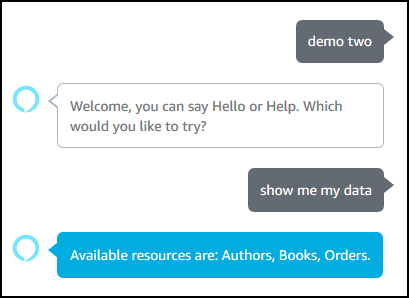 demo two
Welcome, you can say Hello or Help. Which
would you like to try?
show me my data
Available resources are: Authors, Books, Orders.